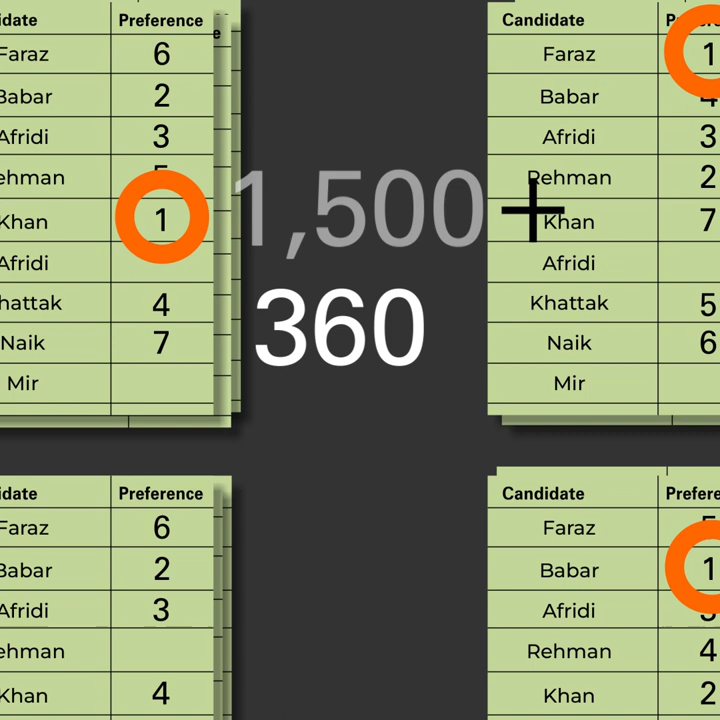 idate Preference
e
Faraz 6
Babar 2
Afridi 3
ehman
Khan 1
Afridi
hattak 4
Naik 7
Mir
1,500
360
Candidate
Faraz 1
Babar 4
Afridi 3
Rehman 2
Khan 7
Afridi
Khattak 5
Naik 6
Mir
idate Preference
Faraz 6
Babar 2
Afridi 3
ehman
Khan 4
Candidate Prefere
Faraz
Babar 1
Afridi 3
Rehman 4
Khan 2